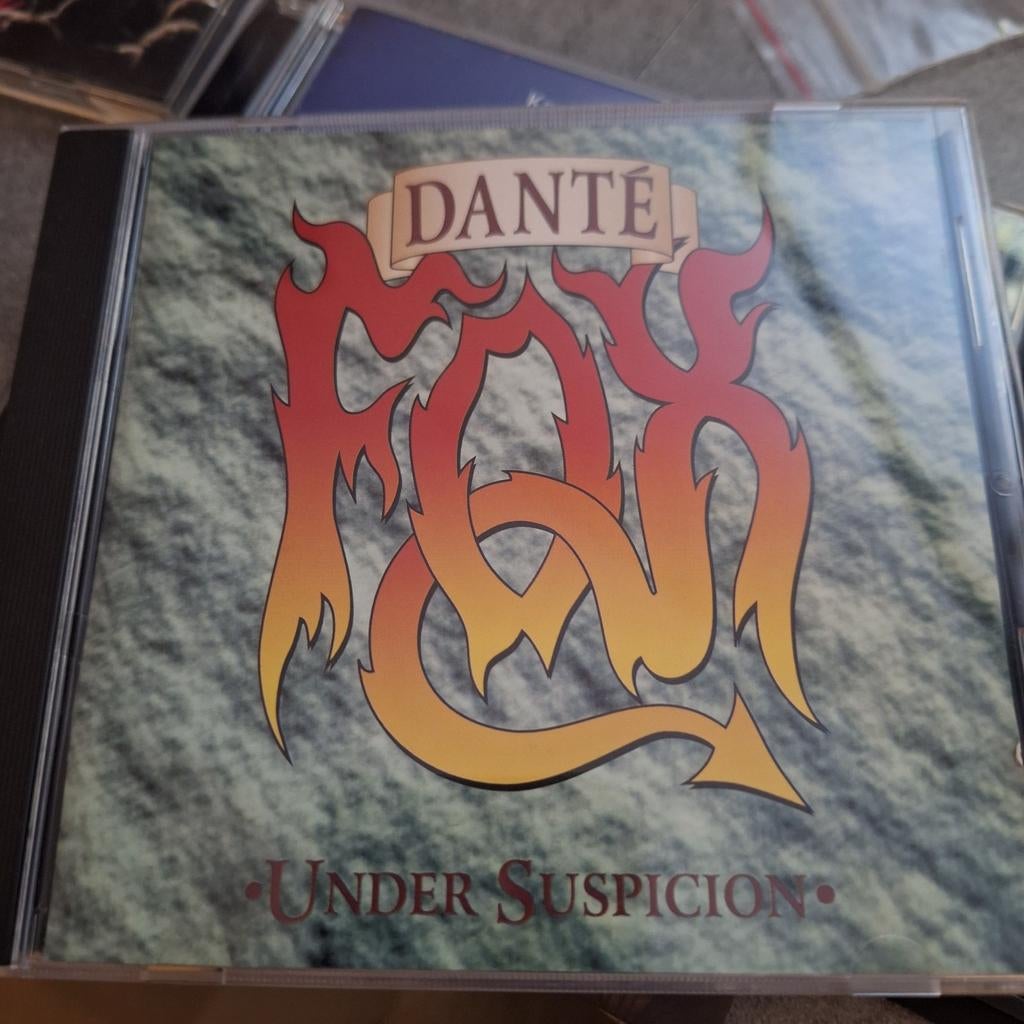 DANTÉ
FOX
•UNDER SUSPICION•